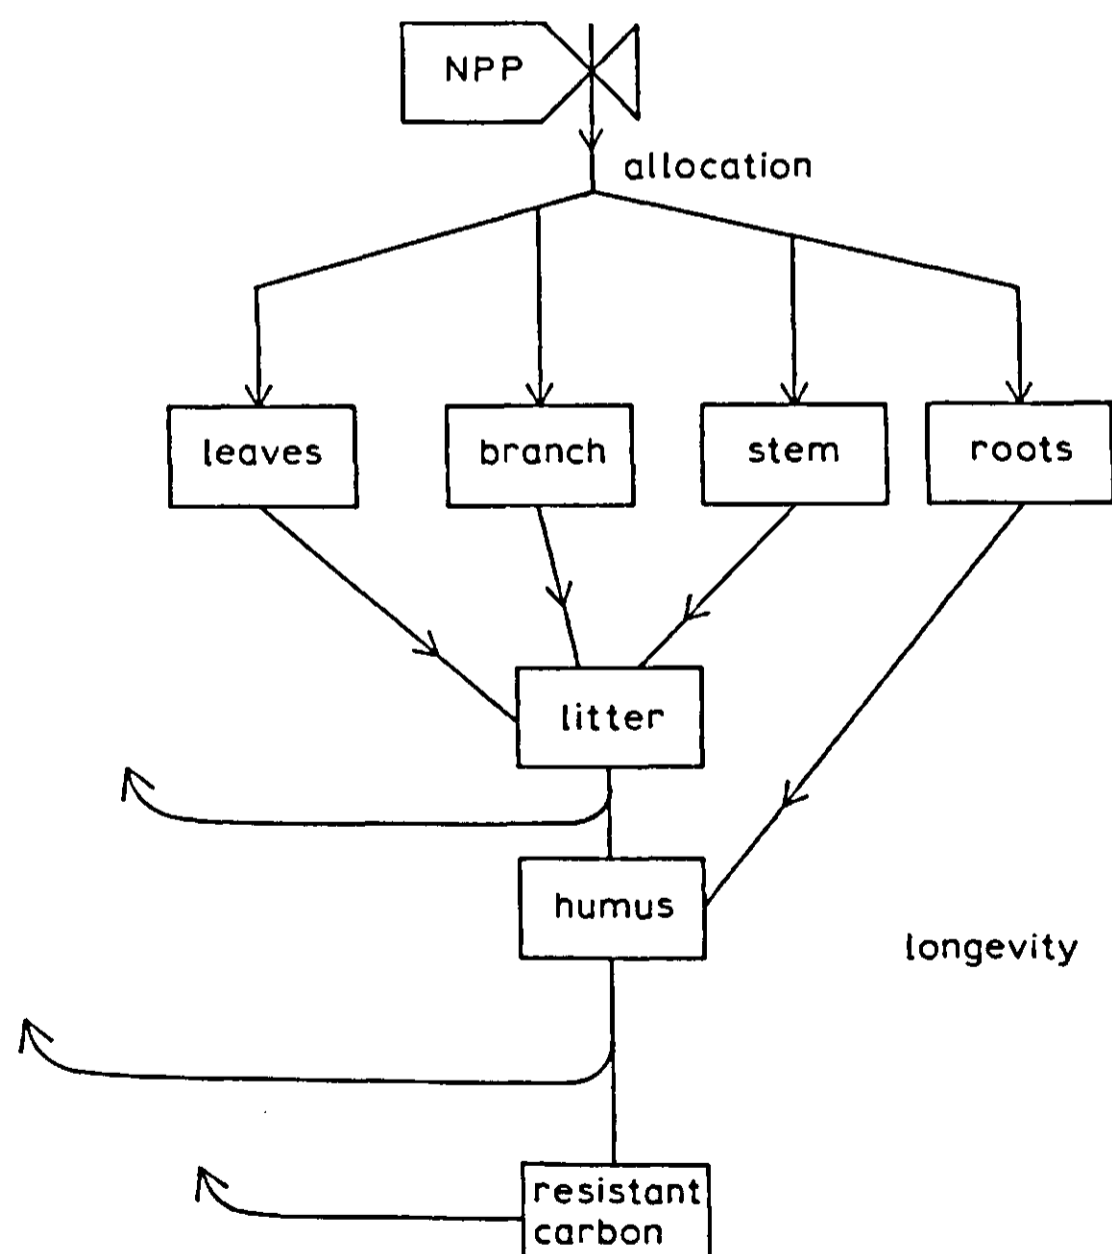 NPP
allocation
leaves
branch
stem
roots
litter
humus
longevity
resistant
carbon